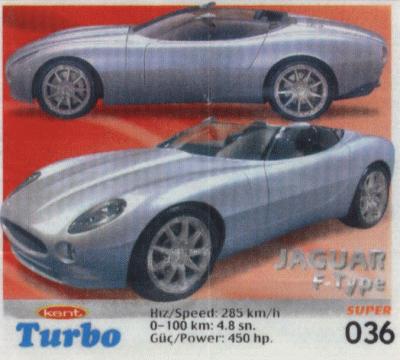 JAGUAR
F-Type
kent
Turbo
Hız/Speed: 285 km/h
0-100 km: 4.8 sn.
Güç/Power: 450 hp.
SUPER
036